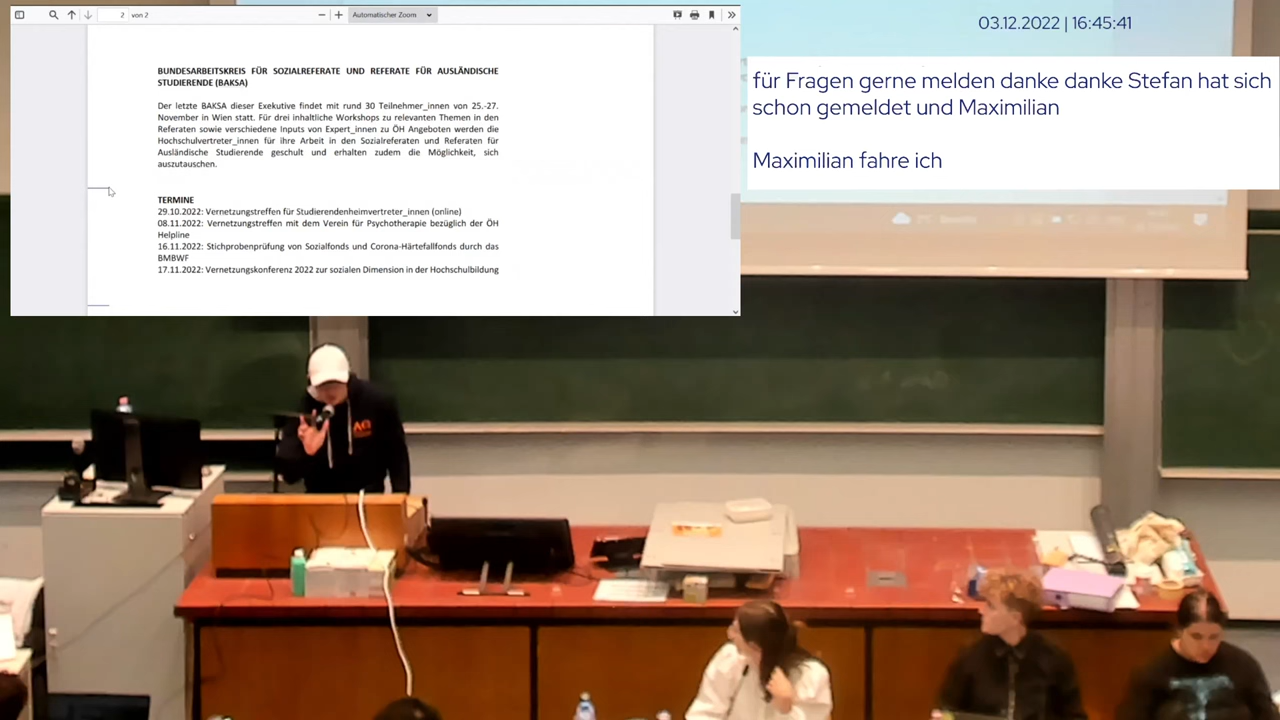 2
von 2
Automatischer Zoom
03.12.2022 | 16:45:41
für Fragen gerne melden danke danke Stefan hat sich
schon gemeldet und Maximilian
Maximilian fahre ich
BUNDESARBEITSKREIS FÜR SOZIALREFERATE UND REFERATE FÜR AUSLÄNDISCHE
STUDIERENDE (BAKSA)
Der letzte BAKSA dieser Exekutive findet mit rund 30 Teilnehmer_innen von 25.-27.
November in Wien statt. Für drei inhaltliche Workshops zu relevanten Themen in den
Referaten sowie verschiedene Inputs von Expert_innen zu ÖH Angeboten werden die
Hochschulvertreter_innen für ihre Arbeit in den Sozialreferaten und Referaten für
Ausländische Studierende geschult und erhalten zudem die Möglichkeit, sich
auszutauschen.
TERMINE
29.10.2022: Vernetzungstreffen für Studierendenheimvertreter_innen (online)
08.11.2022: Vernetzungstreffen mit dem Verein für Psychotherapie bezüglich der ÖH
Helpline
16.11.2022: Stichprobenprüfung von Sozialfonds und Corona-Härtefallfonds durch das
BMBWF
17.11.2022: Vernetzungskonferenz 2022 zur sozialen Dimension in der Hochschulbildung
AG